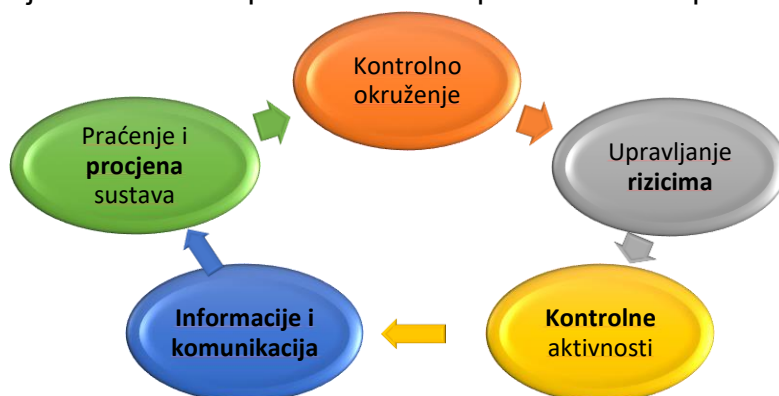 Kontrolno
okruženje
Upravljanje
rizicima
Kontrolne
aktivnosti
Informacije i
komunikacija
Praćenje i
procjena
sustava